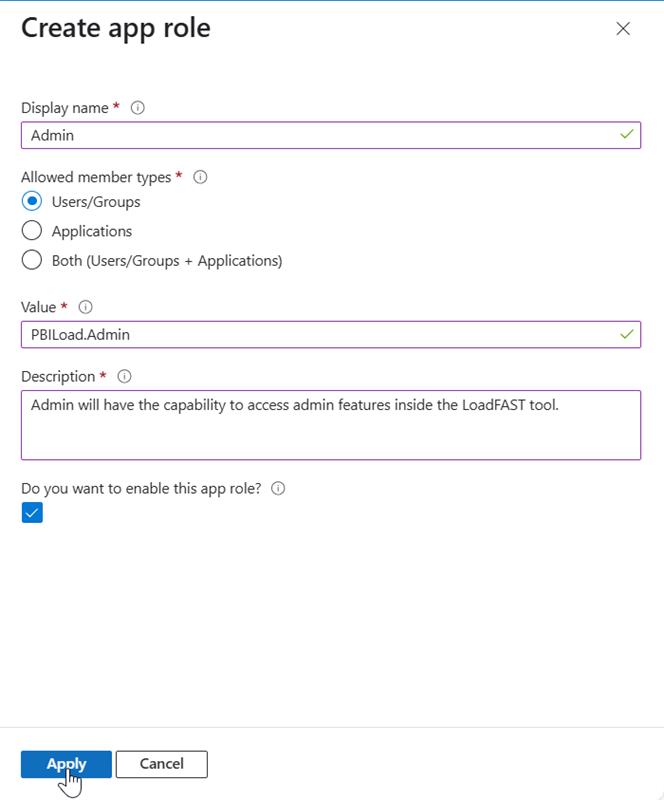 Create app role
Display name *
Admin
Allowed member types *
Users/Groups
Applications
Both (Users/Groups + Applications)
Value *
PBILoad.Admin
Description *
Admin will have the capability to access admin features inside the LoadFAST tool.
Do you want to enable this app role?
Apply
Cancel